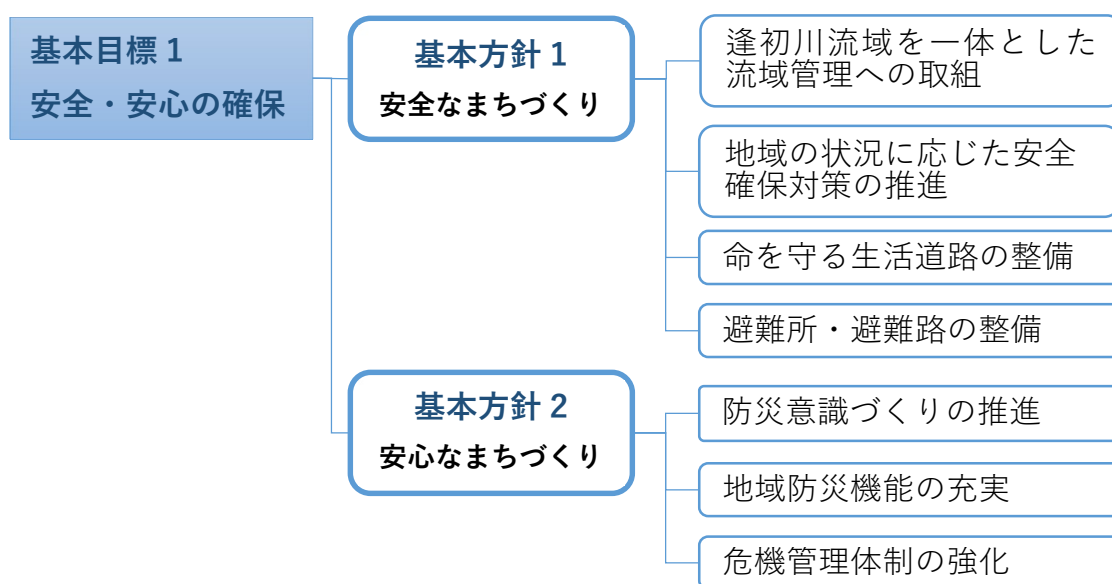 基本目標1
安全・安心の確保
基本方針1
安全なまちづくり
逢初川流域を一体とした
流域管理への取組
地域の状況に応じた安全
確保対策の推進
命を守る生活道路の整備
避難所・避難路の整備
基本方針2
安心なまちづくり
防災意識づくりの推進
地域防災機能の充実
危機管理体制の強化